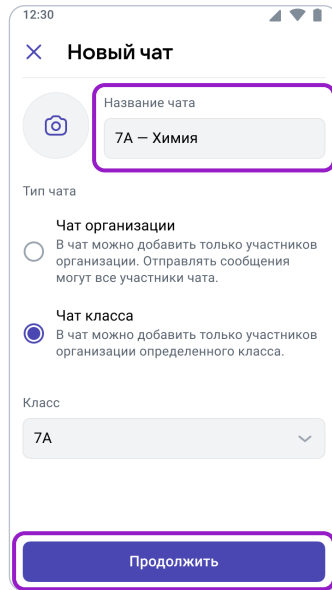 12:30
Новый чат
Название чата
7А — Химия
Тип чата
Чат организации
В чат можно добавить только участников
организации. Отправлять сообщения
могут все участники чата.
Чат класса
В чат можно добавить только участников
организации определенного класса.
Класс
7А
Продолжить